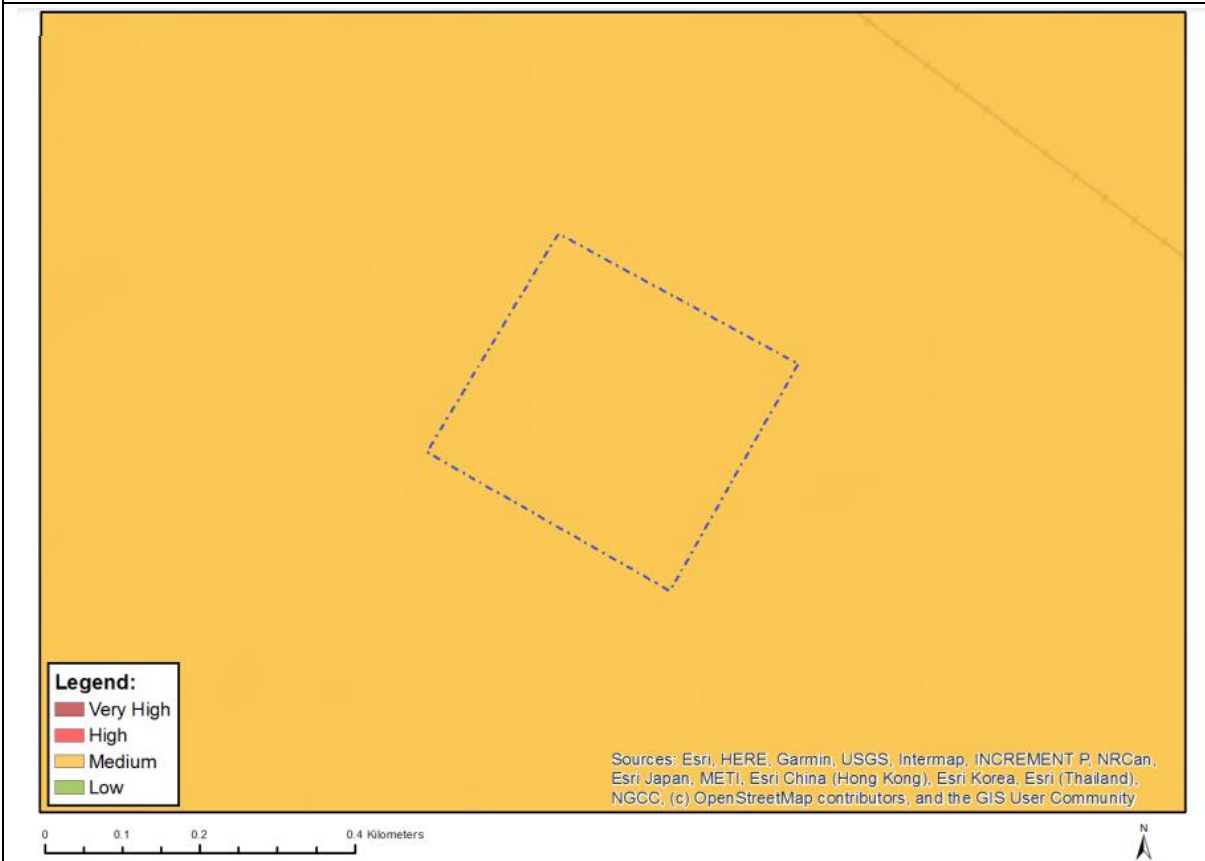 Legend:
Very High
High
Medium
Low
Sources: Esri, HERE, Garmin, USGS, Intermap, INCREMENT P, NRCan,
Esri Japan, METI, Esri China (Hong Kong), Esri Korea, Esri (Thailand),
NGCC, (c) OpenStreetMap contributors, and the GIS User Community
0 0.1 0.2 0.4 Kilometers
N